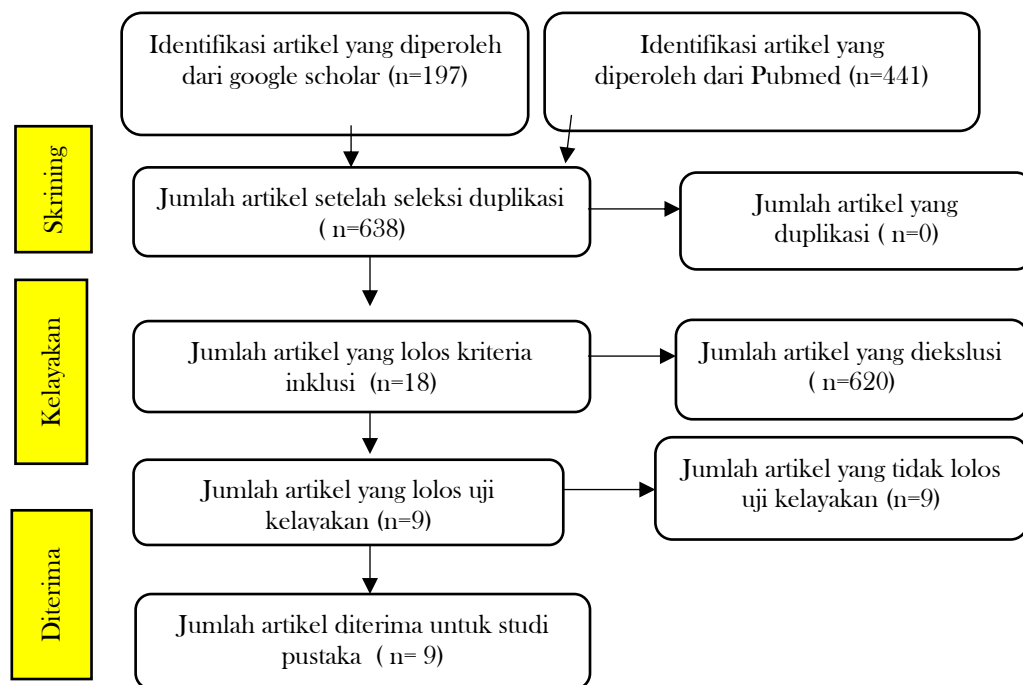 Identifikasi artikel yang diperoleh
dari google scholar (n=197)
Identifikasi artikel yang
diperoleh dari Pubmed (n=441)
Skrining
Jumlah artikel setelah seleksi duplikasi
( n=638)
Jumlah artikel yang
duplikasi ( n=0)
Kelayakan
Jumlah artikel yang lolos kriteria
inklusi (n=18)
Jumlah artikel yang diekslusi
( n=620)
Jumlah artikel yang lolos uji
kelayakan (n=9)
Jumlah artikel yang tidak lolos
uji kelayakan (n=9)
Diterima
Jumlah artikel diterima untuk studi
pustaka ( n= 9)